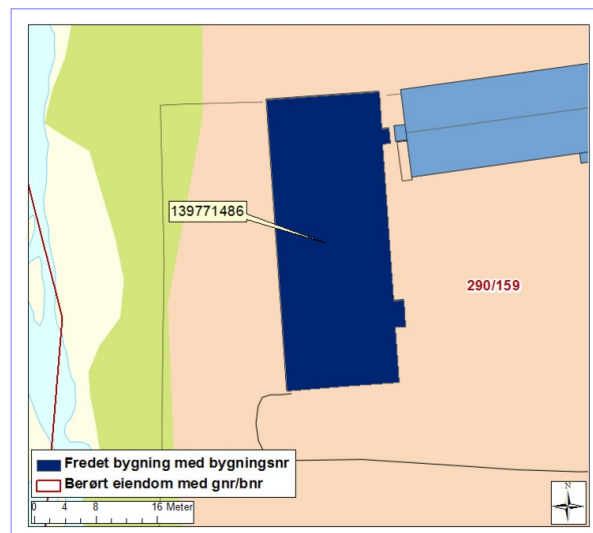 139771486
290/159
Fredet bygning med bygningsnr
Berørt eiendom med gnr/bnr
0 4 8 16 Meter
N